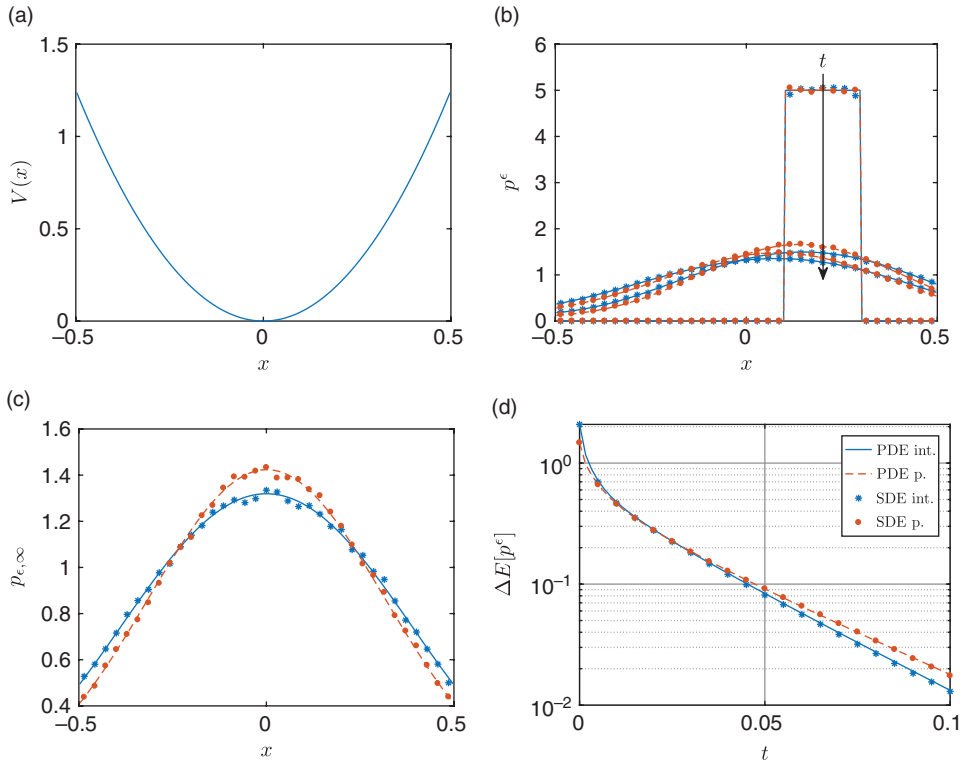 (a)
1.5
1
0.5
0
−0.5
0
0.5
V(x)
x
(b)
6
5
4
3
2
1
0
−0.5
0
0.5
p^ϵ
x
t
(c)
1.6
1.4
1.2
1
0.8
0.6
0.4
−0.5
0
0.5
p_{ϵ,∞}
x
(d)
10^0
10^{−1}
10^{−2}
0
0.05
0.1
ΔE[p^ϵ]
t
PDE int.
PDE p.
SDE int.
SDE p.